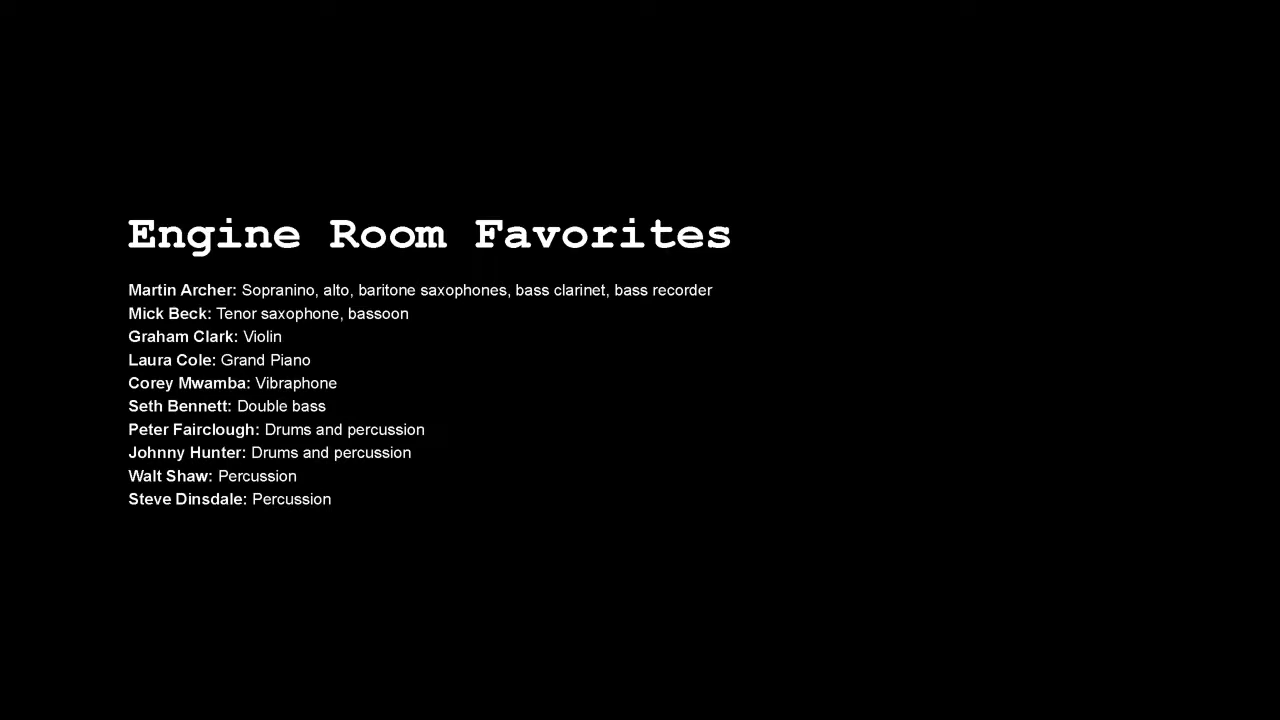 Engine Room Favorites
Martin Archer: Sopranino, alto, baritone saxophones, bass clarinet, bass recorder
Mick Beck: Tenor saxophone, bassoon
Graham Clark: Violin
Laura Cole: Grand Piano
Corey Mwamba: Vibraphone
Seth Bennett: Double bass
Peter Fairclough: Drums and percussion
Johnny Hunter: Drums and percussion
Walt Shaw: Percussion
Steve Dinsdale: Percussion